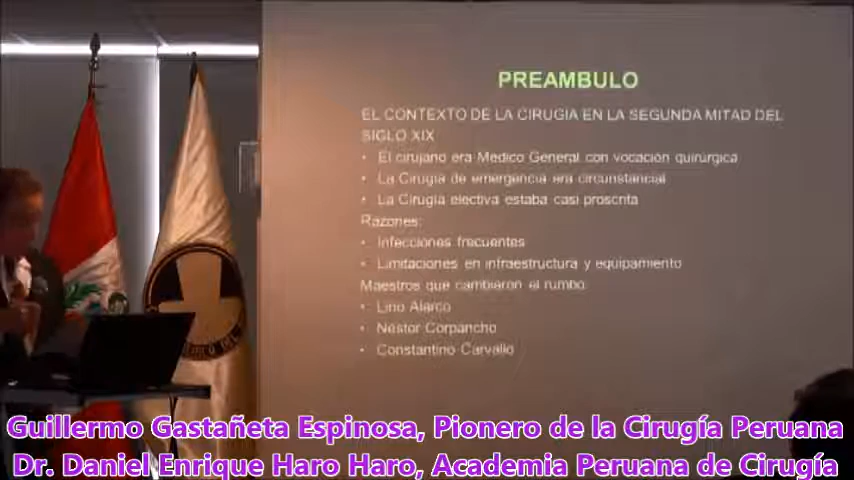 PREAMBULO
EL CONTEXTO DE LA CIRUGIA EN LA SEGUNDA MITAD DEL
SIGLO XIX
• El cirujano era Medico General con vocación quirúrgica
• La Cirugía de emergencia era circunstancial
• La Cirugía electiva estaba casi proscrita
Razones:
• Infecciones frecuentes
• Limitaciones en infraestructura y equipamiento
Maestros que cambiaron el rumbo
• Lino Alarco
• Néstor Corpancho
• Constantino Carvallo
Guillermo Gastañeta Espinosa, Pionero de la Cirugía Peruana
Dr. Daniel Enrique Haro Haro, Academia Peruana de Cirugía